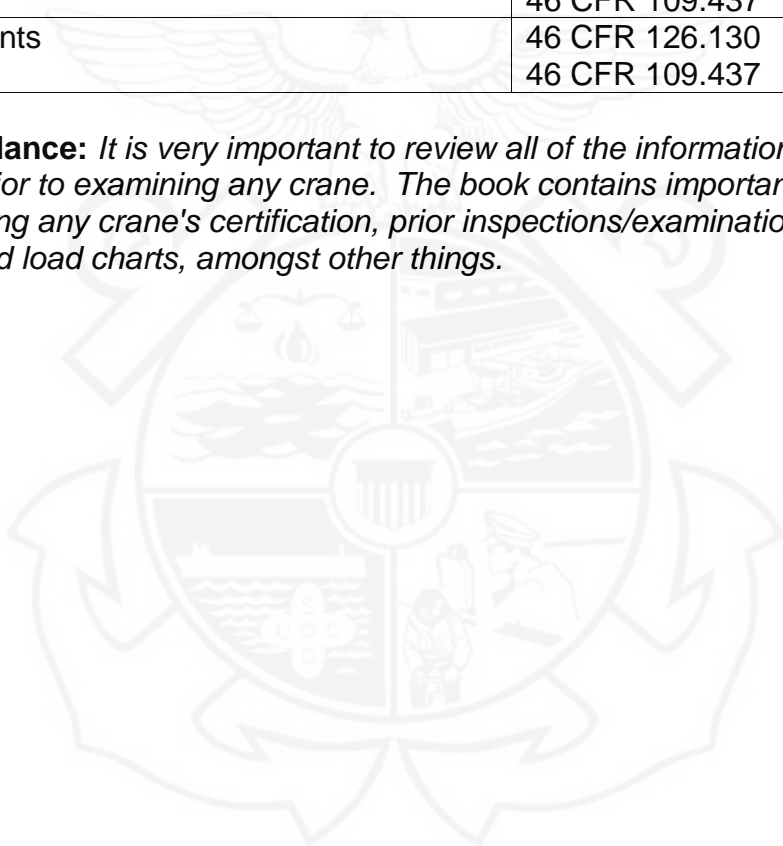 46 CFR 109.437
nts
46 CFR 126.130
46 CFR 109.437
lance: It is very important to review all of the information
ior to examining any crane. The book contains importan
ng any crane's certification, prior inspections/examinatio
d load charts, amongst other things.
S
U O C
G